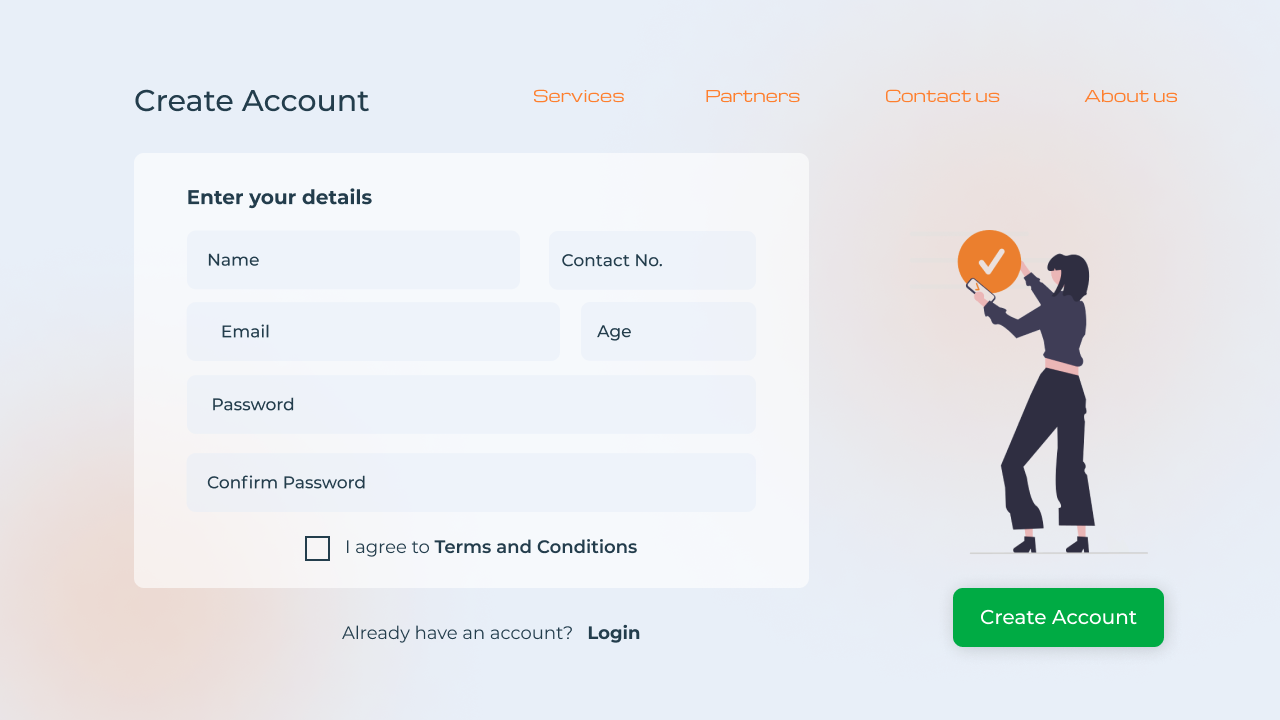 Create Account
Services Partners Contact us About us
Enter your details
Name Contact No.
Email Age
Password
Confirm Password
I agree to Terms and Conditions
Already have an account? Login
Create Account